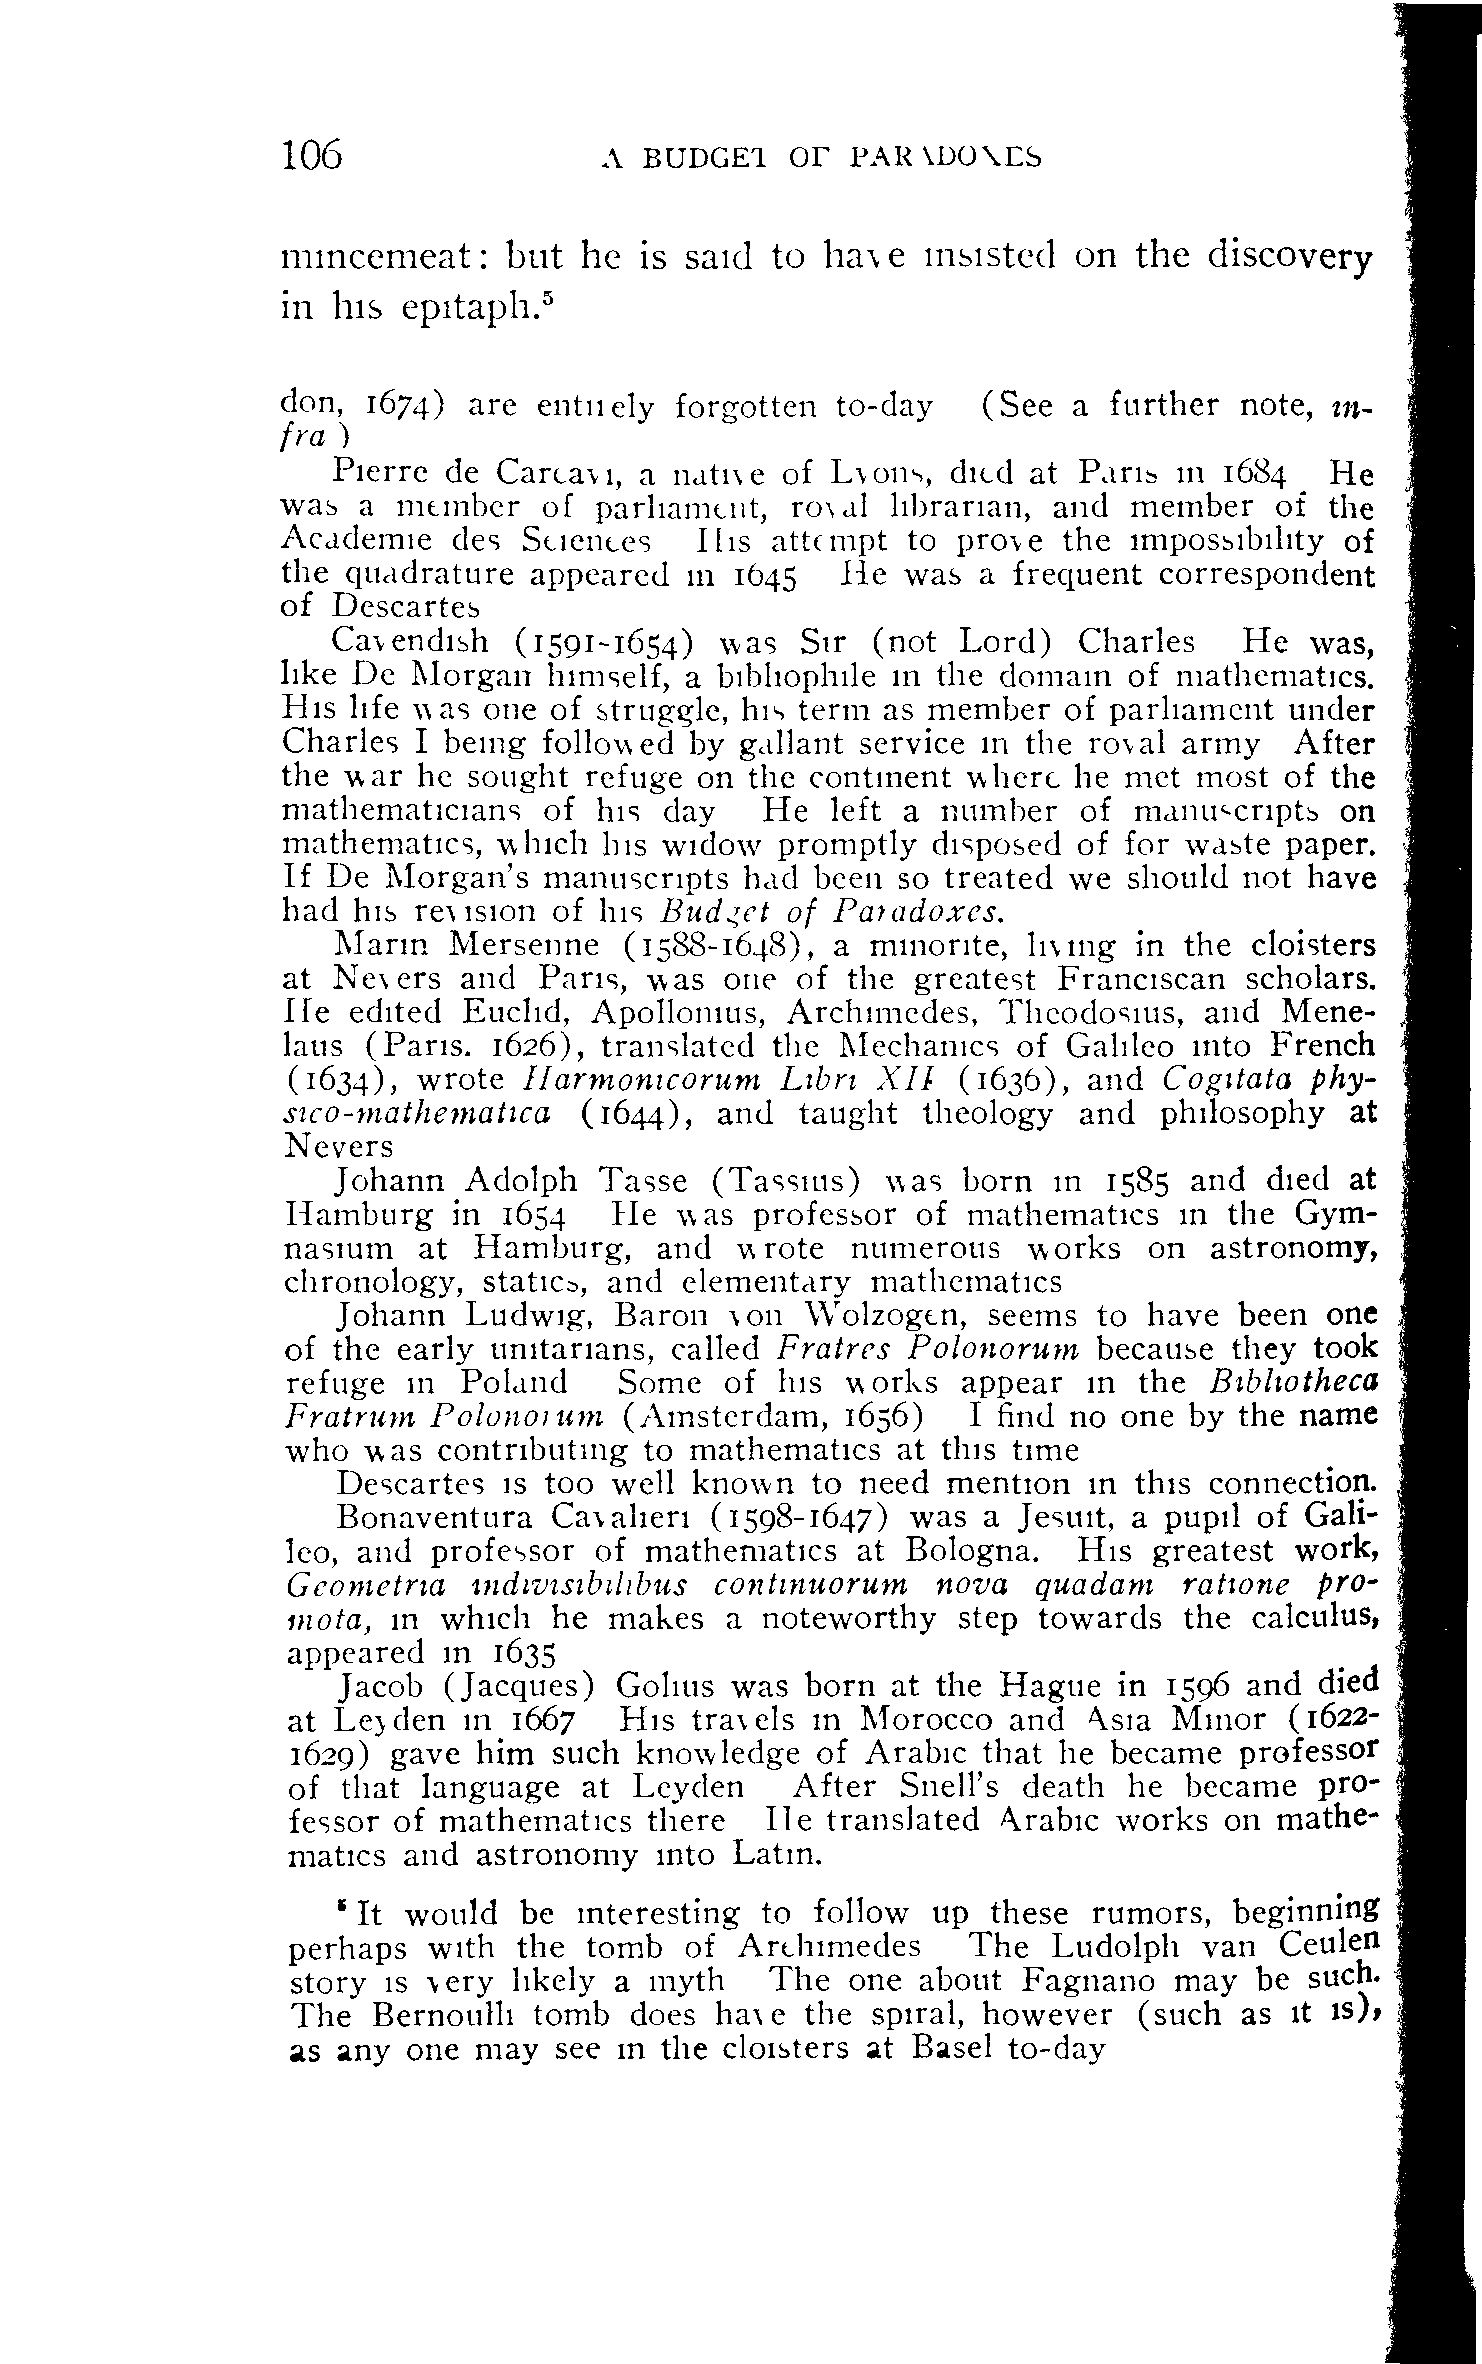 106 A BUDGET OF PARADOXES
mincemeat: but he is said to have insisted on the discovery
in his epitaph.⁵
don, 1674) are entirely forgotten to-day (See a further note, in-
fra )
Pierre de Carcavi, a native of Lyons, died at Paris in 1684 He
was a member of parliament, royal librarian, and member of the
Academie des Sciences His attempt to prove the impossibility of
the quadrature appeared in 1645 He was a frequent correspondent
of Descartes
Cavendish (1591-1654) was Sir (not Lord) Charles He was,
like De Morgan himself, a bibliophile in the domain of mathematics.
His life was one of struggle, his term as member of parliament under
Charles I being followed by gallant service in the royal army After
the war he sought refuge on the continent where he met most of the
mathematicians of his day He left a number of manuscripts on
mathematics, which his widow promptly disposed of for waste paper.
If De Morgan's manuscripts had been so treated we should not have
had his revision of his Budget of Paradoxes.
Marin Mersenne (1588-1648), a minorite, living in the cloisters
at Nevers and Paris, was one of the greatest Franciscan scholars.
He edited Euclid, Apollonius, Archimedes, Theodosius, and Mene-
laus (Paris. 1626), translated the Mechanics of Galileo into French
(1634), wrote Harmonicorum Libri XII (1636), and Cogitata phy-
sico-mathematica (1644), and taught theology and philosophy at
Nevers
Johann Adolph Tasse (Tassius) was born in 1585 and died at
Hamburg in 1654 He was professor of mathematics in the Gym-
nasium at Hamburg, and wrote numerous works on astronomy,
chronology, statics, and elementary mathematics
Johann Ludwig, Baron von Wolzogen, seems to have been one
of the early unitarians, called Fratres Polonorum because they took
refuge in Poland Some of his works appear in the Bibliotheca
Fratrum Polonorum (Amsterdam, 1656) I find no one by the name
who was contributing to mathematics at this time
Descartes is too well known to need mention in this connection.
Bonaventura Cavalieri (1598-1647) was a Jesuit, a pupil of Gali-
leo, and professor of mathematics at Bologna. His greatest work,
Geometria indivisibilibus continuorum nova quadam ratione pro-
mota, in which he makes a noteworthy step towards the calculus,
appeared in 1635
Jacob (Jacques) Golius was born at the Hague in 1596 and died
at Leyden in 1667 His travels in Morocco and Asia Minor (1622-
1629) gave him such knowledge of Arabic that he became professor
of that language at Leyden After Snell's death he became pro-
fessor of mathematics there He translated Arabic works on mathe-
matics and astronomy into Latin.
⁵ It would be interesting to follow up these rumors, beginning
perhaps with the tomb of Archimedes The Ludolph van Ceulen
story is very likely a myth The one about Fagnano may be such.
The Bernoulli tomb does have the spiral, however (such as it is),
as any one may see in the cloisters at Basel to-day